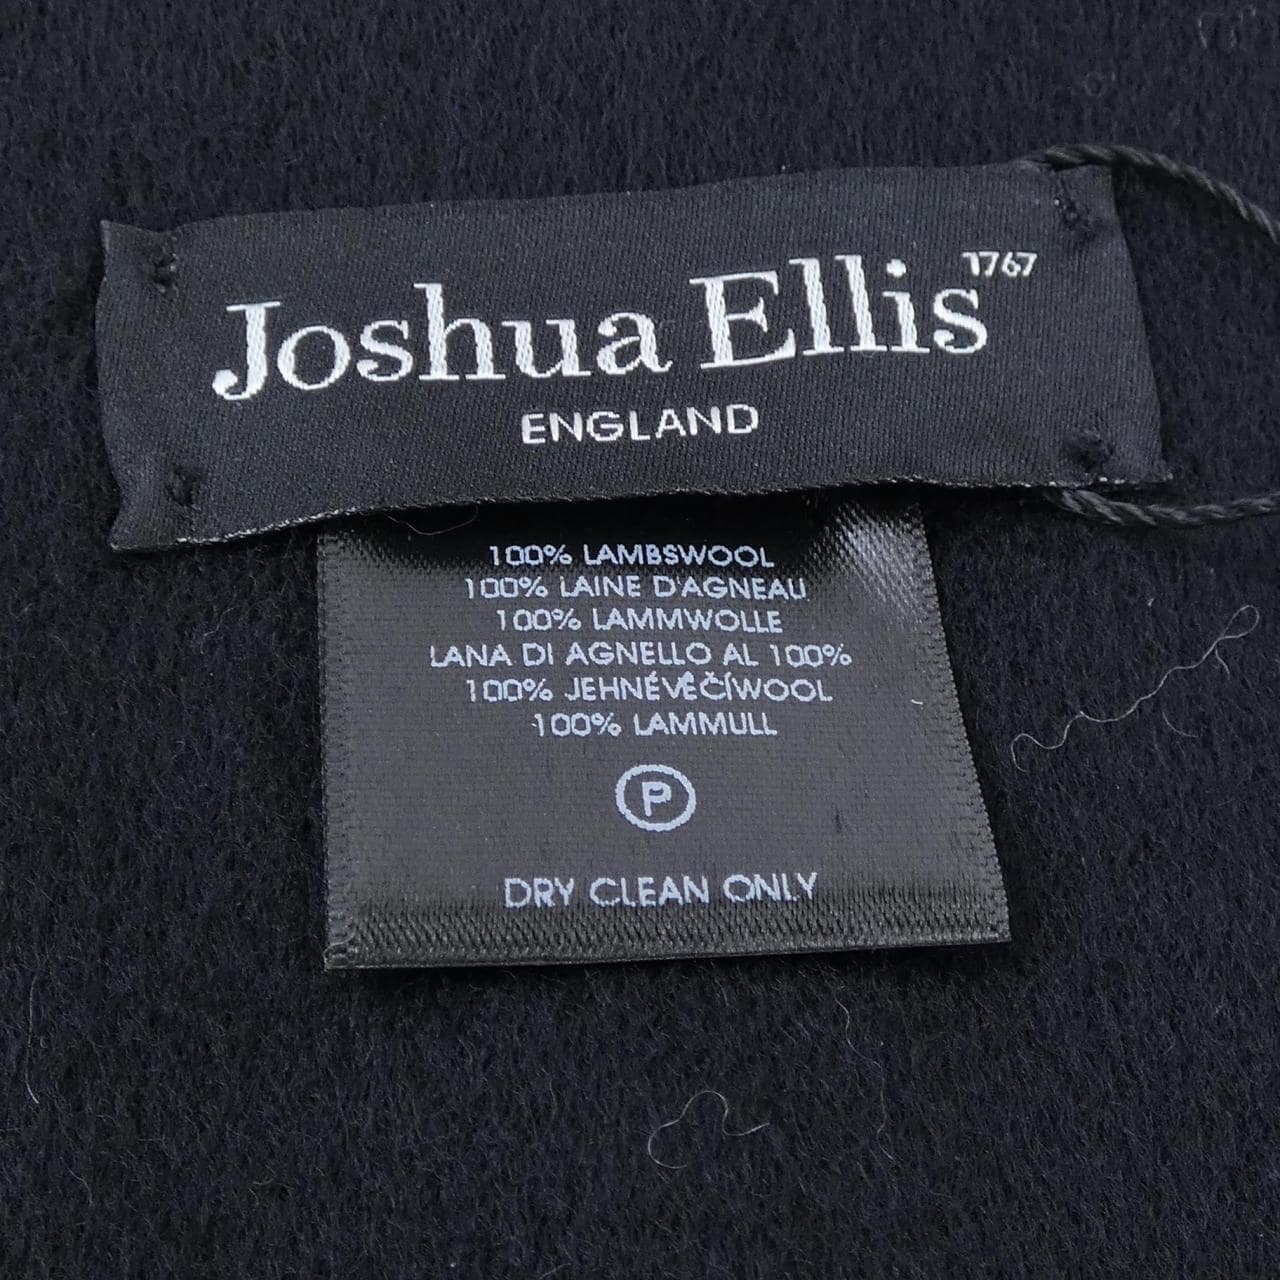 Joshua Ellis 1767
ENGLAND
100% LAMBSWOOL
100% LAINE D'AGNEAU
100% LAMMWOLLE
LANA DI AGNELLO AL 100%
100% JEHNÉVĚČÍWOOL
100% LAMMULL
P
DRY CLEAN ONLY